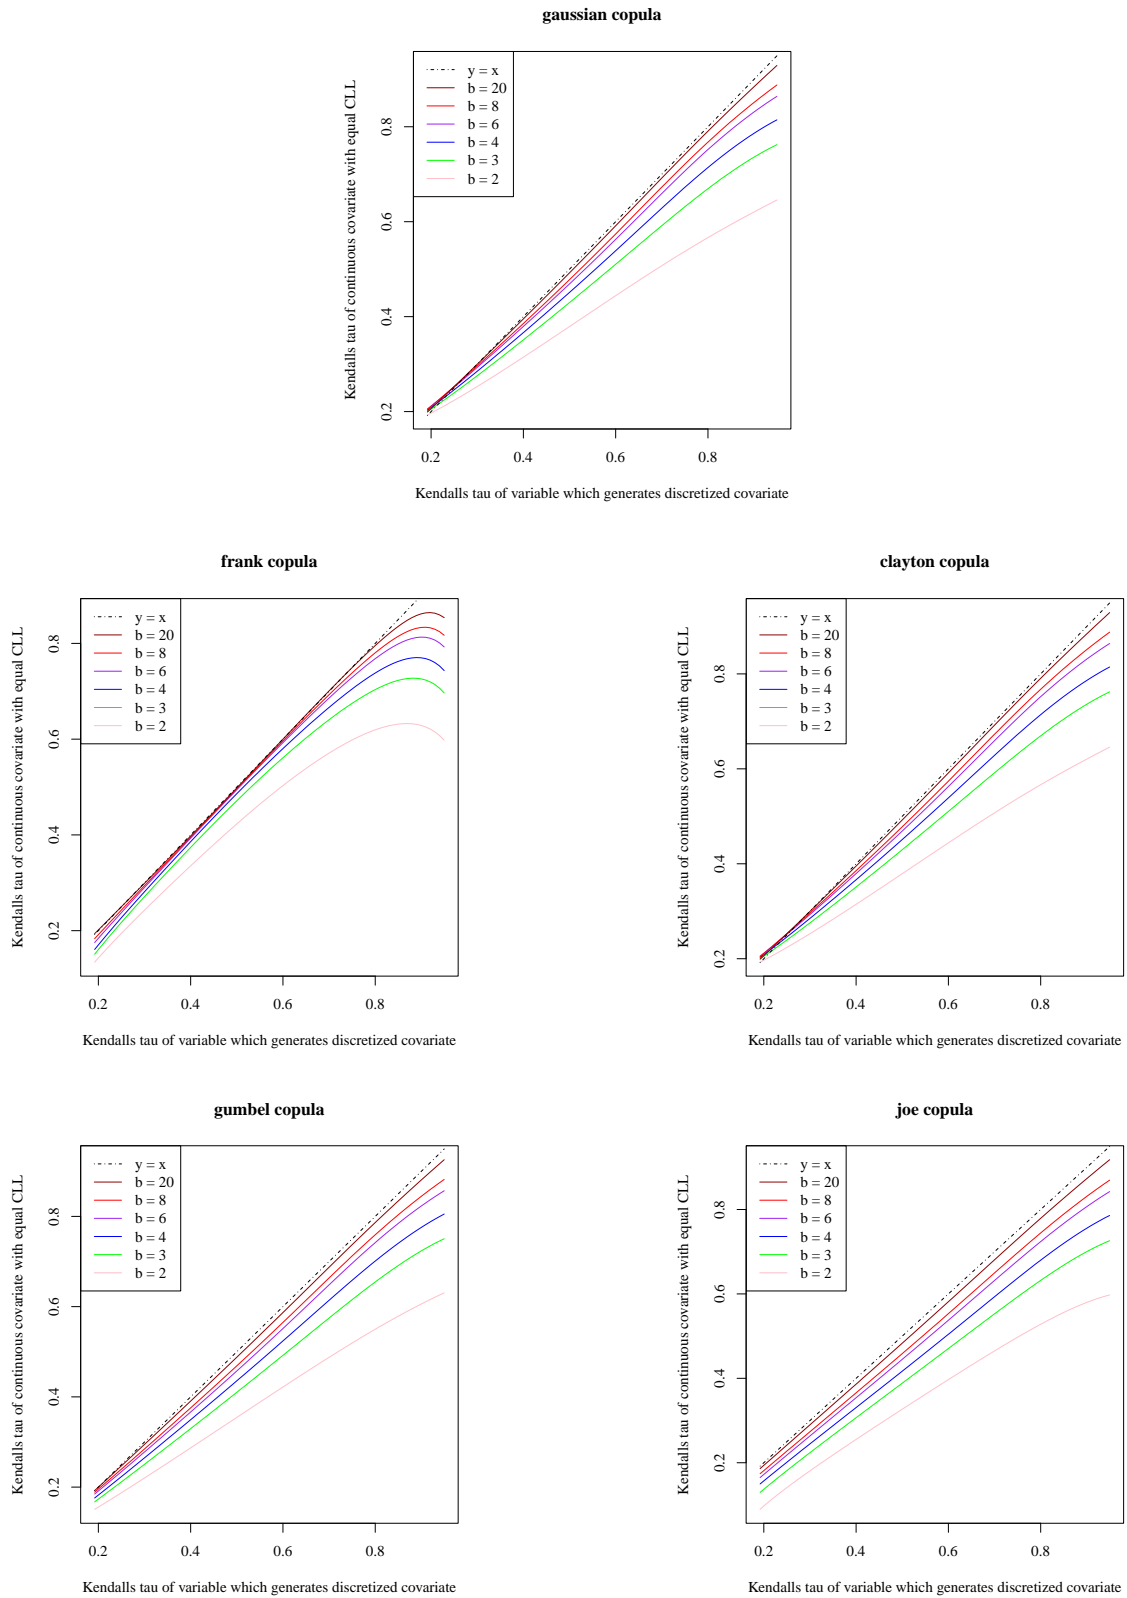 gaussian copula
y = x
b = 20
b = 8
b = 6
b = 4
b = 3
b = 2
Kendalls tau of continuous covariate with equal CLL
0.2
0.4
0.6
0.8
0.2 0.4 0.6 0.8
Kendalls tau of variable which generates discretized covariate
frank copula
y = x
b = 20
b = 8
b = 6
b = 4
b = 3
b = 2
Kendalls tau of continuous covariate with equal CLL
0.2
0.4
0.6
0.8
0.2 0.4 0.6 0.8
Kendalls tau of variable which generates discretized covariate
clayton copula
y = x
b = 20
b = 8
b = 6
b = 4
b = 3
b = 2
Kendalls tau of continuous covariate with equal CLL
0.2
0.4
0.6
0.8
0.2 0.4 0.6 0.8
Kendalls tau of variable which generates discretized covariate
gumbel copula
y = x
b = 20
b = 8
b = 6
b = 4
b = 3
b = 2
Kendalls tau of continuous covariate with equal CLL
0.2
0.4
0.6
0.8
0.2 0.4 0.6 0.8
Kendalls tau of variable which generates discretized covariate
joe copula
y = x
b = 20
b = 8
b = 6
b = 4
b = 3
b = 2
Kendalls tau of continuous covariate with equal CLL
0.2
0.4
0.6
0.8
0.2 0.4 0.6 0.8
Kendalls tau of variable which generates discretized covariate